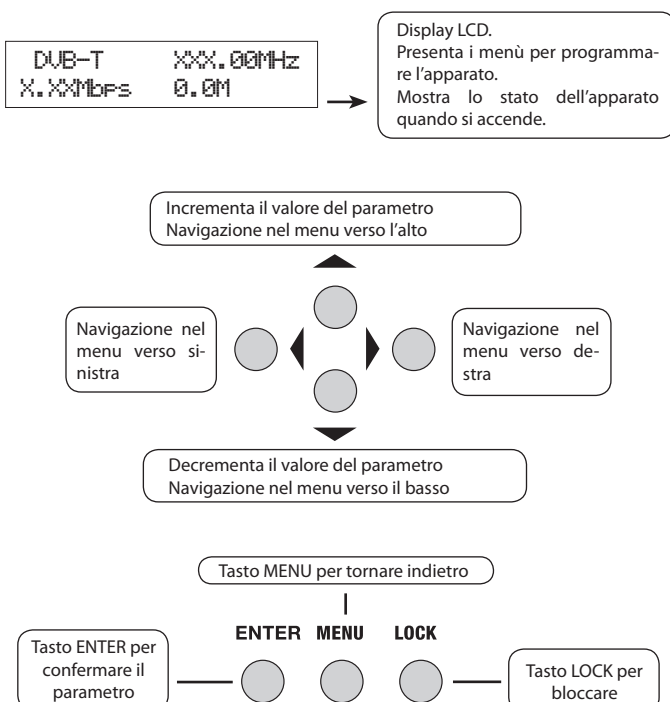 DVB-T XXX.00MHz
X.XXMbps 0.0M
Display LCD.
Presenta i menù per programma-
re l'apparato.
Mostra lo stato dell'apparato
quando si accende.
Incrementa il valore del parametro
Navigazione nel menu verso l'alto
Navigazione nel
menu verso si-
nistra
Navigazione nel
menu verso de-
stra
Decrementa il valore del parametro
Navigazione nel menu verso il basso
Tasto MENU per tornare indietro
ENTER MENU LOCK
Tasto ENTER per
confermare il
parametro
Tasto LOCK per
bloccare